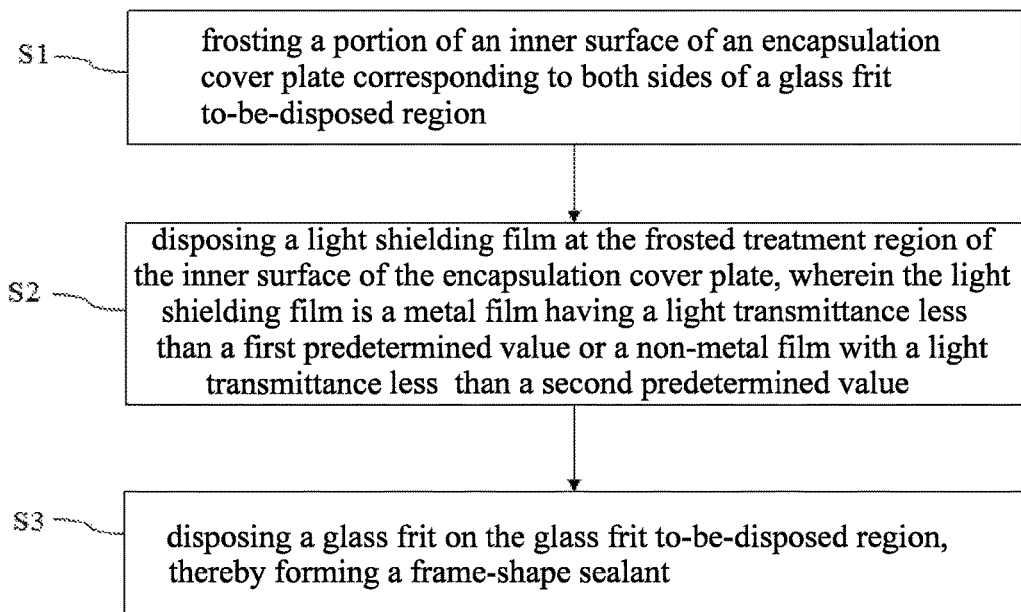 S1
frosting a portion of an inner surface of an encapsulation
cover plate corresponding to both sides of a glass frit
to-be-disposed region
S2
disposing a light shielding film at the frosted treatment region of
the inner surface of the encapsulation cover plate, wherein the light
shielding film is a metal film having a light transmittance less
than a first predetermined value or a non-metal film with a light
transmittance less than a second predetermined value
S3
disposing a glass frit on the glass frit to-be-disposed region,
thereby forming a frame-shape sealant